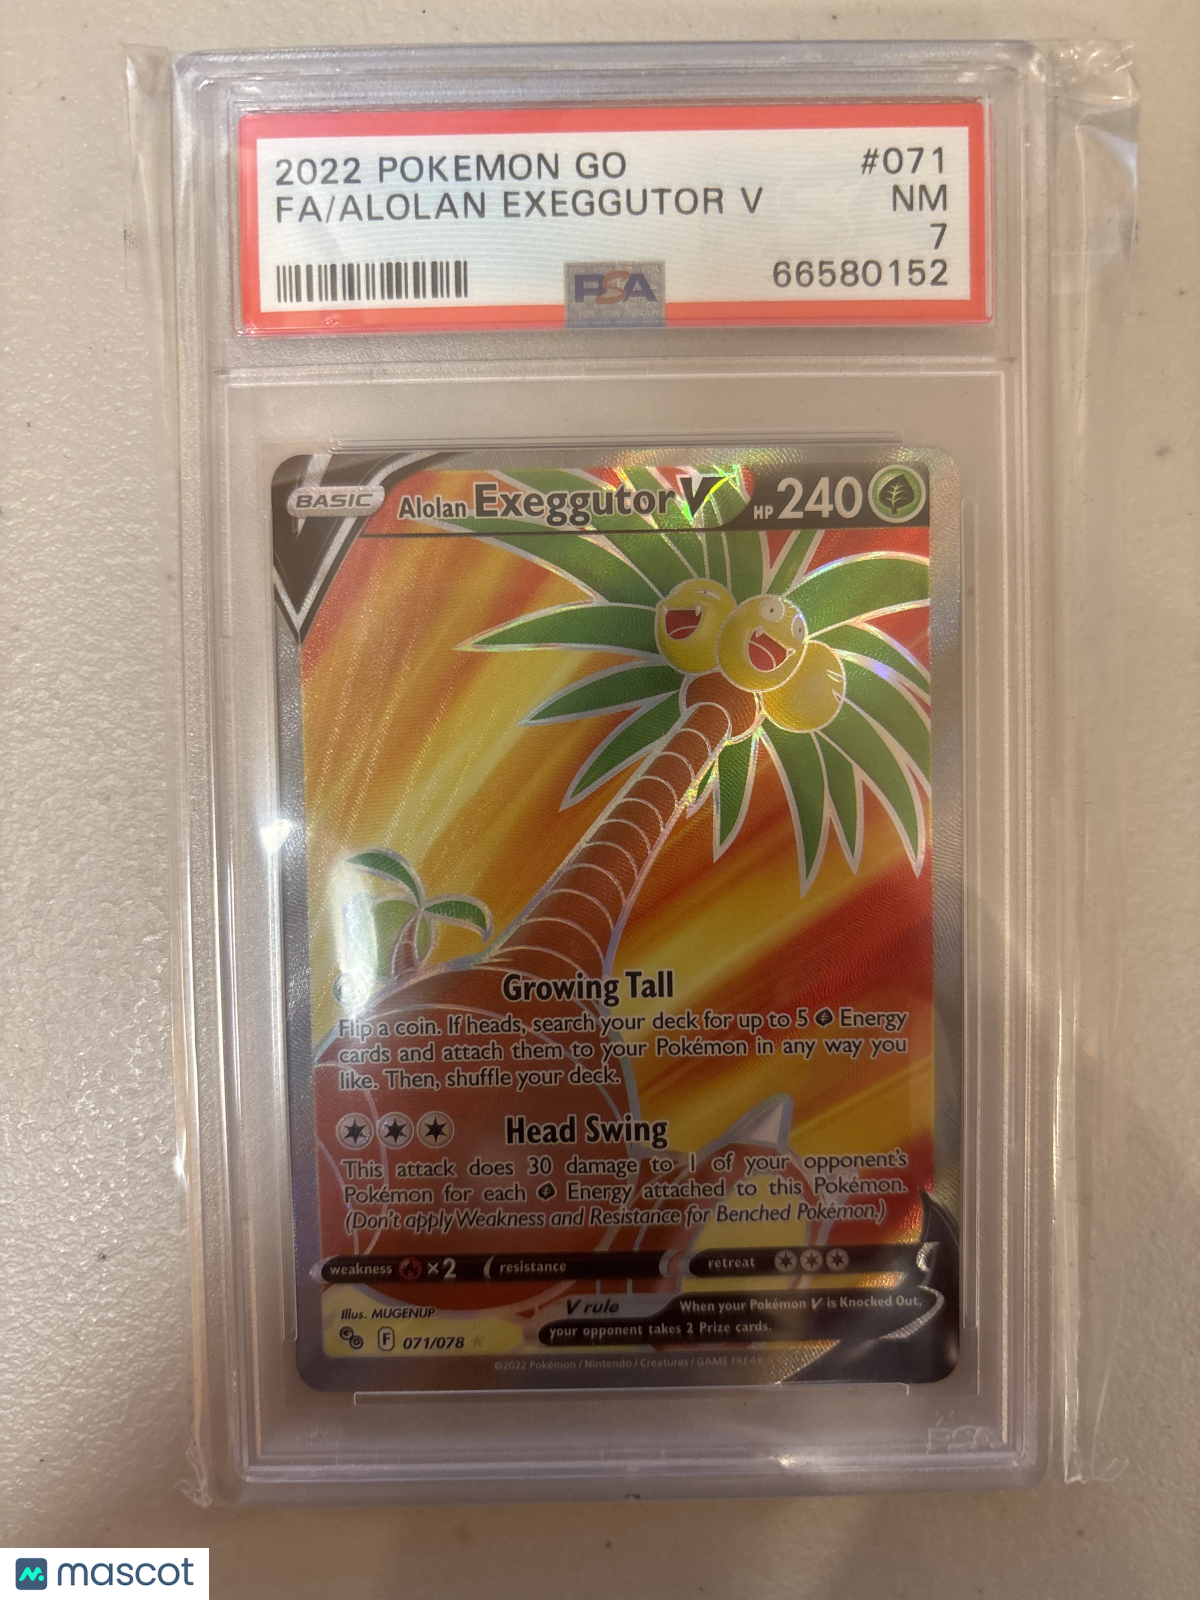 2022 POKEMON GO #071
FA/ALOLAN EXEGGUTOR V NM
7
66580152
PSA
BASIC Alolan Exeggutor V HP 240
Growing Tall
Flip a coin. If heads, search your deck for up to 5 Energy
cards and attach them to your Pokémon in any way you
like. Then, shuffle your deck.
Head Swing
This attack does 30 damage to 1 of your opponent's
Pokémon for each Energy attached to this Pokémon.
(Don't apply Weakness and Resistance for Benched Pokémon.)
weakness ×2 resistance retreat
Illus. MUGENUP
V rule When your Pokémon V is Knocked Out,
your opponent takes 2 Prize cards.
GO F 071/078
©2022 Pokémon / Nintendo / Creatures / GAME FREAK
PSA
mascot